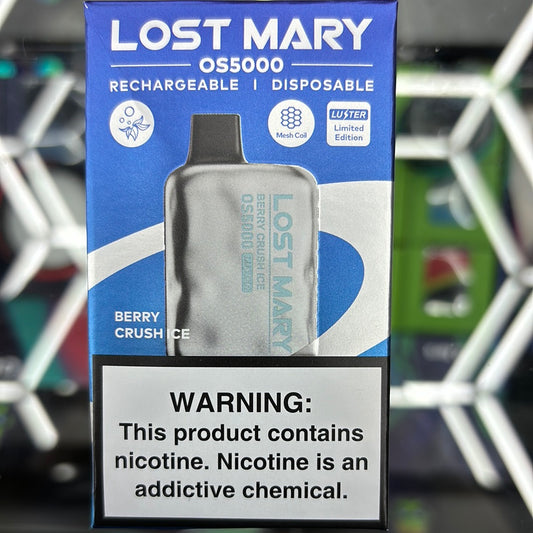 LOST MARY
OS5000
RECHARGEABLE | DISPOSABLE
Mesh Coil
LUSTER
Limited
Edition
LOST MARY
BERRY CRUSH ICE
OS5000
BERRY
CRUSH ICE
WARNING:
This product contains
nicotine. Nicotine is an
addictive chemical.